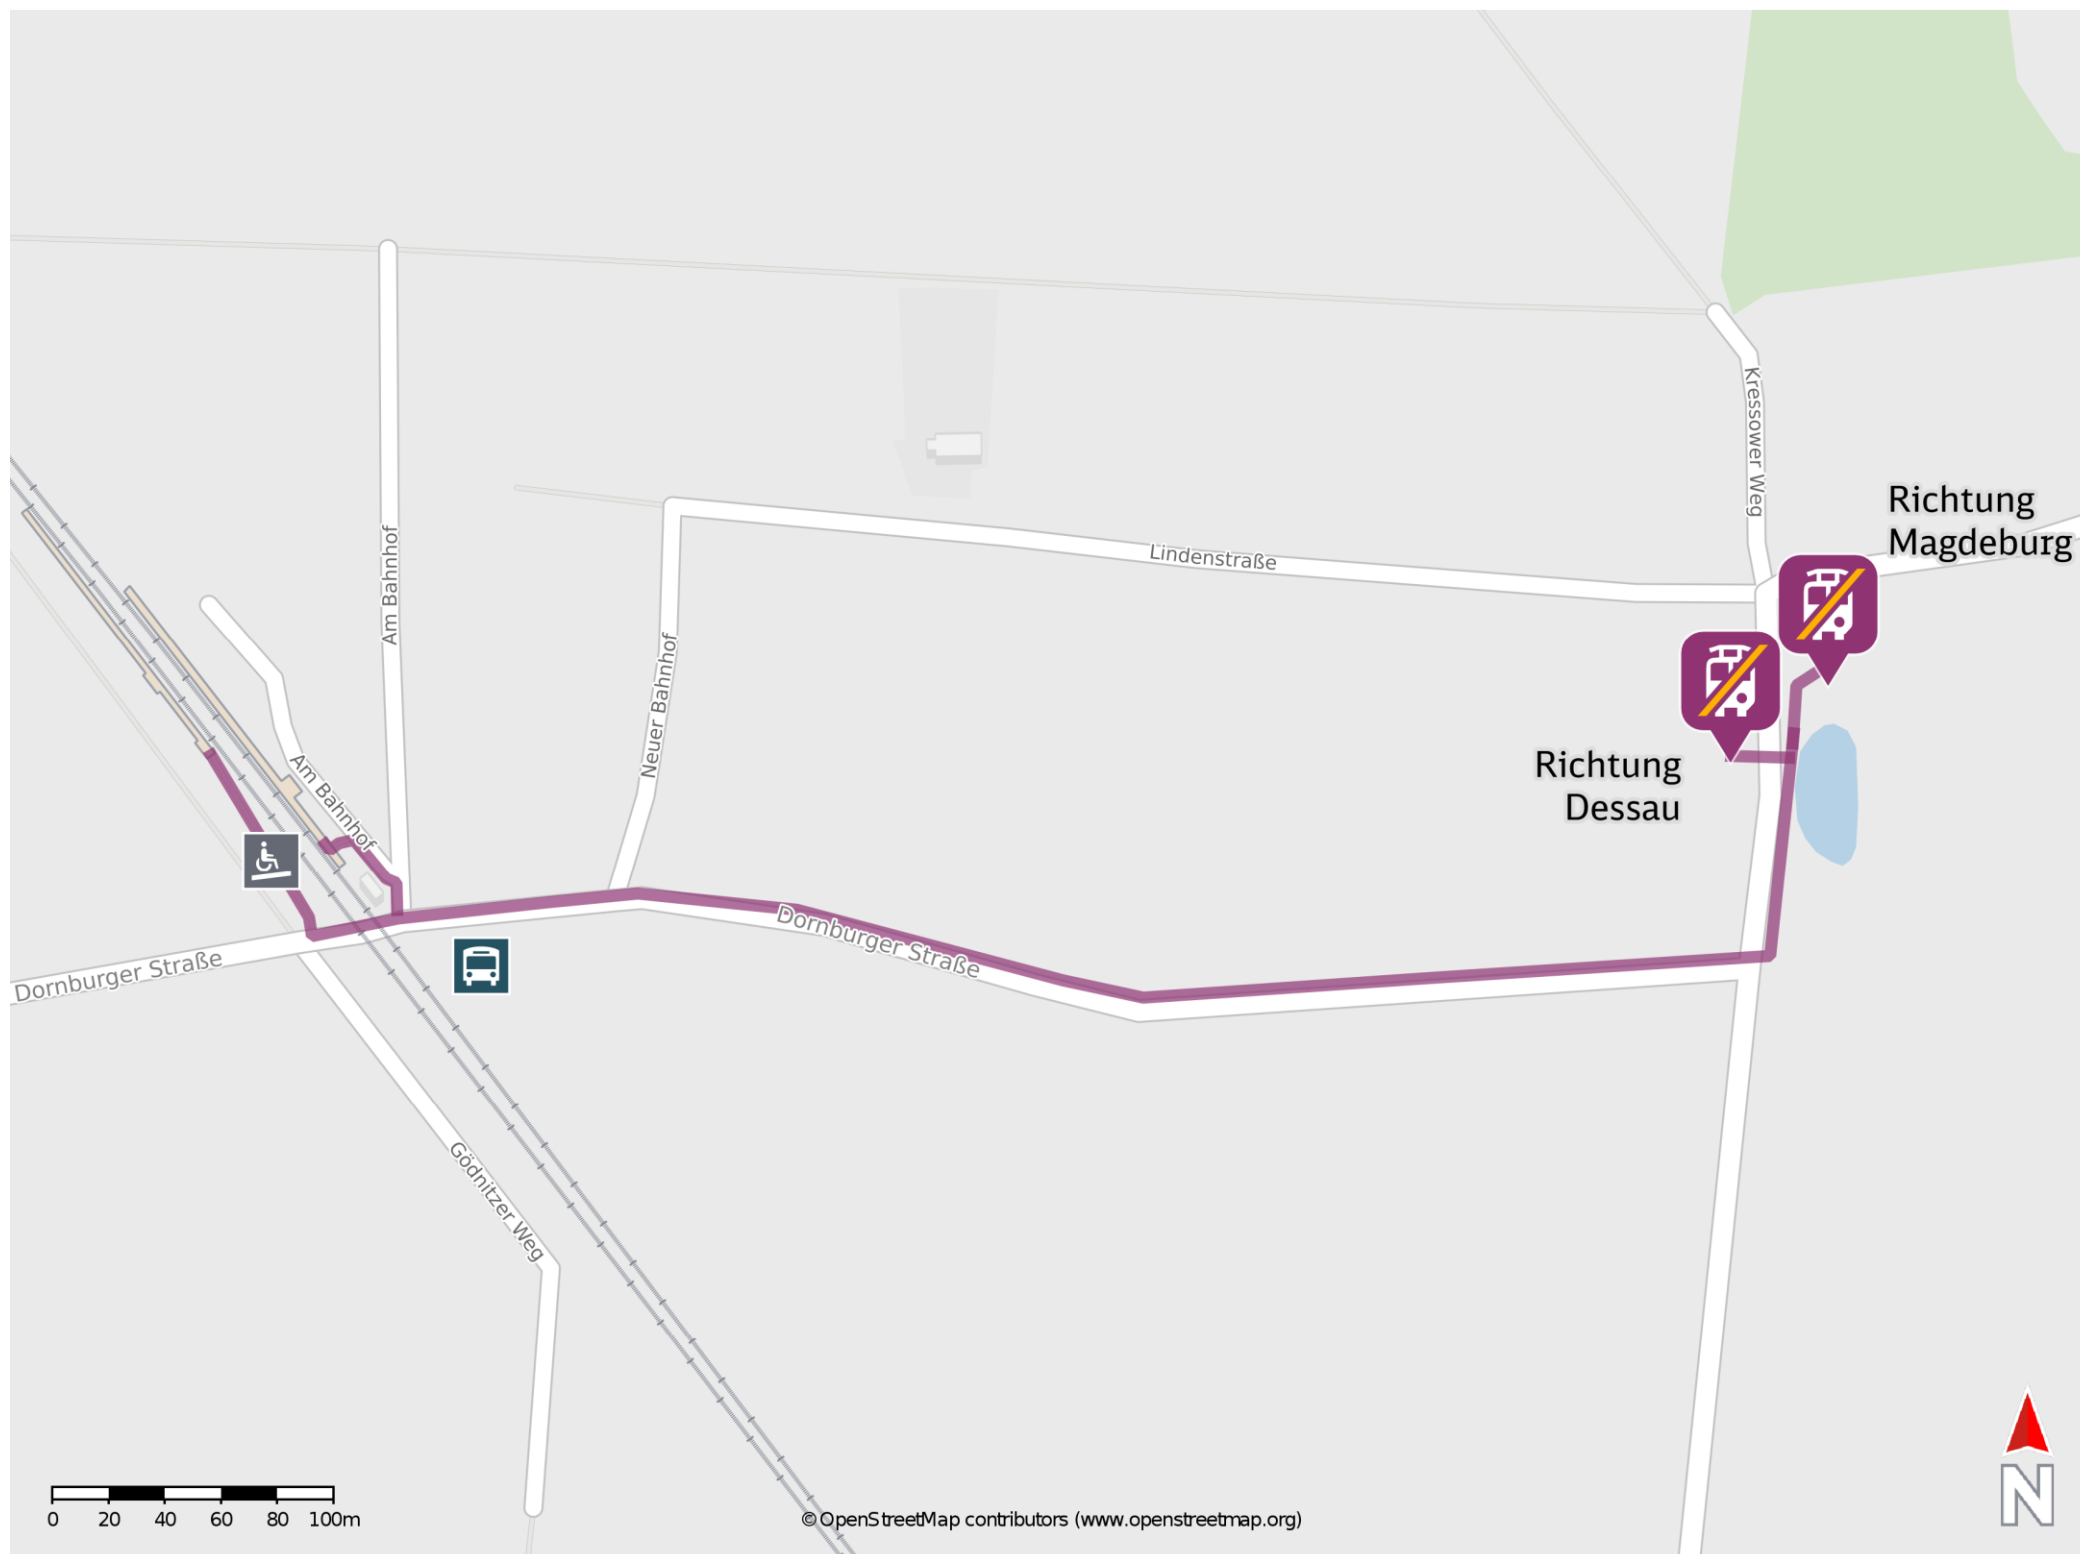 Kressower Weg
Richtung
Magdeburg
Am Bahnhof
Lindenstraße
Neuer Bahnhof
Am Bahnhof
Richtung
Dessau
Dornburger Straße
Dornburger Straße
Gödnitzer Weg
0 20 40 60 80 100m
©OpenStreetMap contributors (www.openstreetmap.org)
N